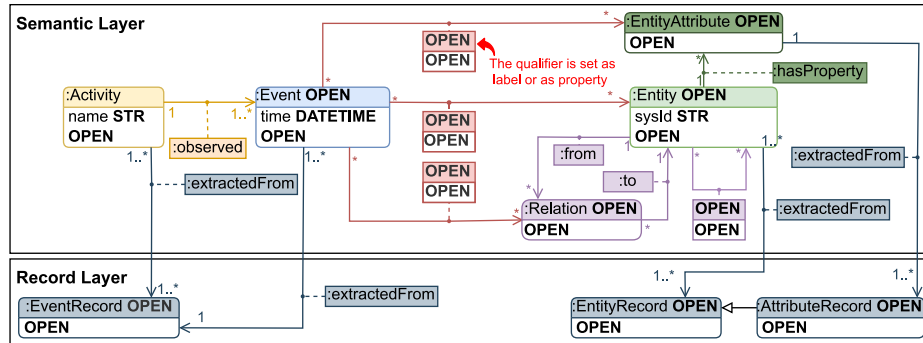 Semantic Layer
:EntityAttribute OPEN
OPEN
1
*
*
OPEN
OPEN
The qualifier is set as
label or as property
*
1
:hasProperty
:Activity
name STR
OPEN
1
1..*
:observed
:Event OPEN
time DATETIME
OPEN
*
*
OPEN
OPEN
:Entity OPEN
sysId STR
OPEN
1..*
1..*
1..*
*
:from
1
1
*
*
:extractedFrom
:extractedFrom
OPEN
OPEN
:to
*
*
:Relation OPEN
OPEN
*
OPEN
OPEN
:extractedFrom
Record Layer
1..*
1
:extractedFrom
1..*
1..*
:EventRecord OPEN
OPEN
:EntityRecord OPEN
OPEN
:AttributeRecord OPEN
OPEN